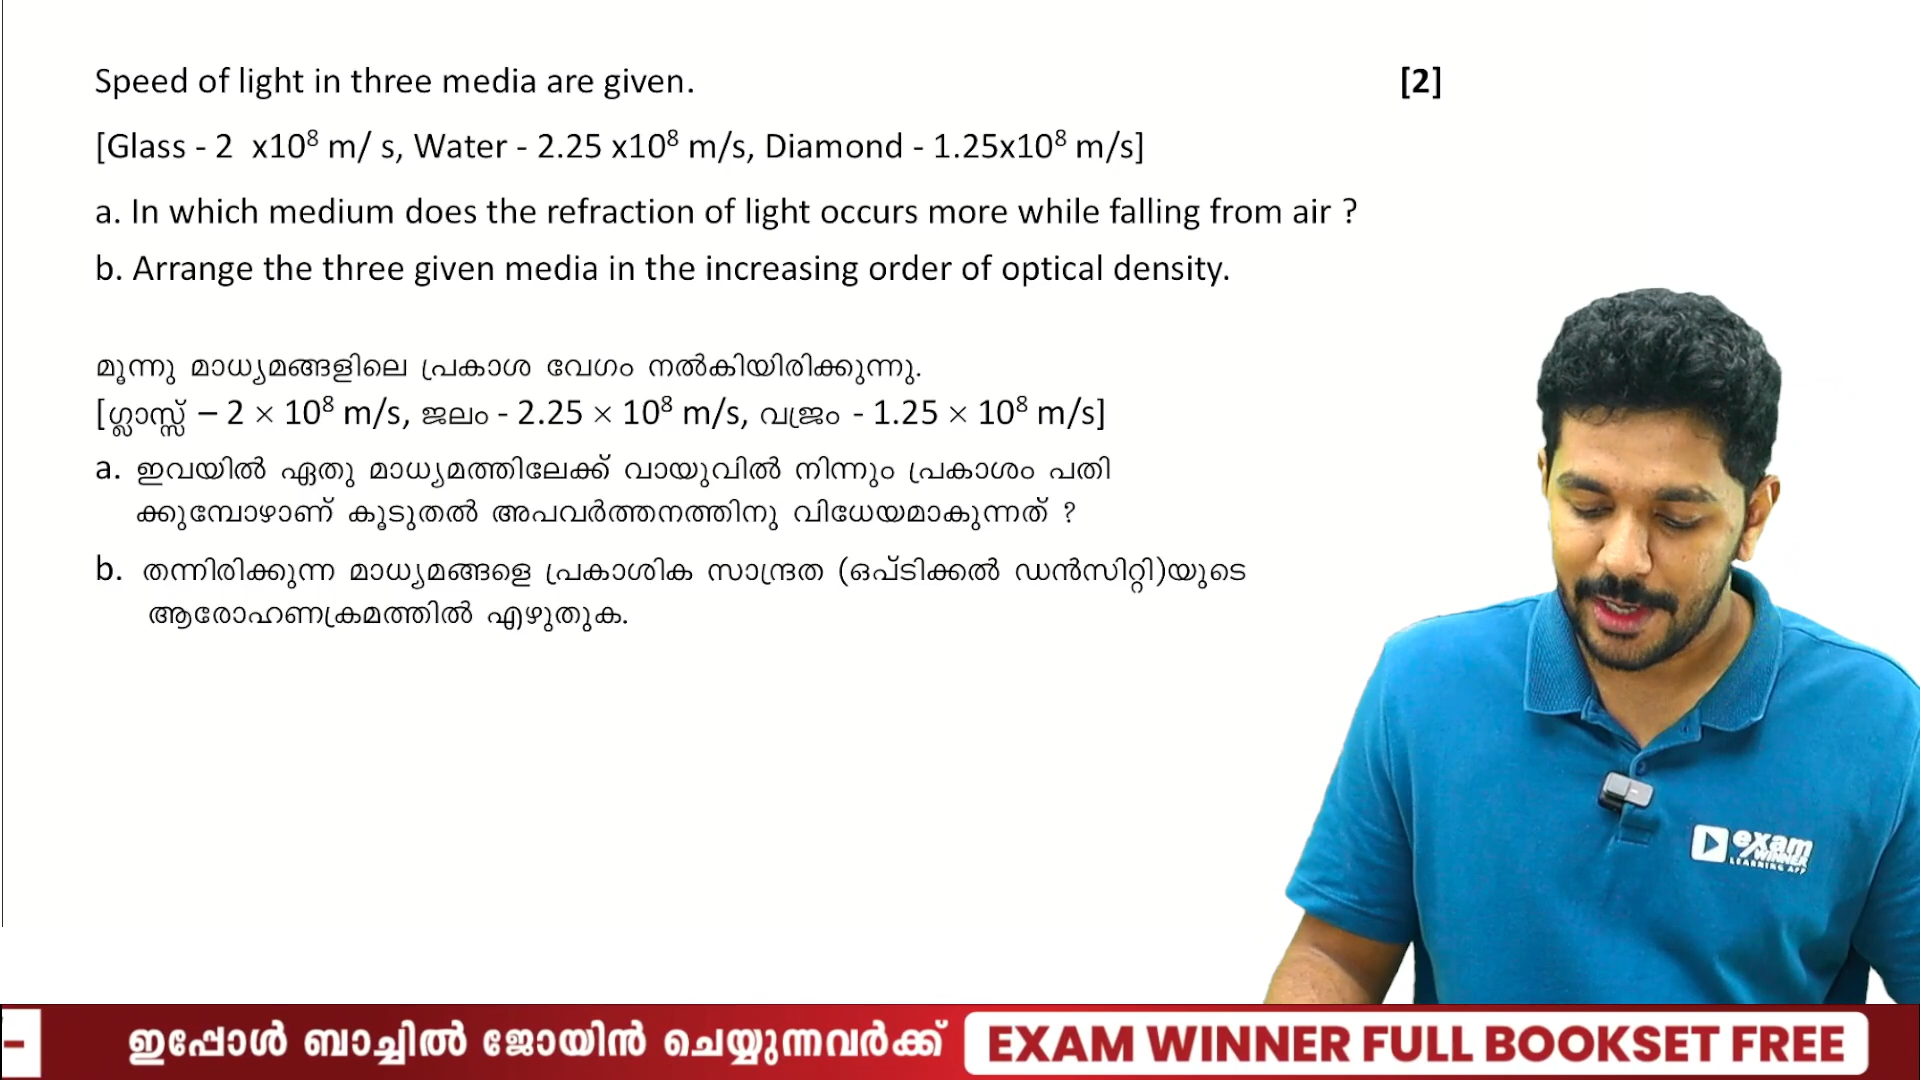 Speed of light in three media are given. [2]
[Glass - 2 x10⁸ m/ s, Water - 2.25 x10⁸ m/s, Diamond - 1.25x10⁸ m/s]
a. In which medium does the refraction of light occurs more while falling from air ?
b. Arrange the three given media in the increasing order of optical density.
മൂന്നു മാധ്യമങ്ങളിലെ പ്രകാശ വേഗം നൽകിയിരിക്കുന്നു.
[ഗ്ലാസ്സ് – 2 × 10⁸ m/s, ജലം - 2.25 × 10⁸ m/s, വജ്രം - 1.25 × 10⁸ m/s]
a. ഇവയിൽ ഏതു മാധ്യമത്തിലേക്ക് വായുവിൽ നിന്നും പ്രകാശം പതി
ക്കുമ്പോഴാണ് കൂടുതൽ അപവർത്തനത്തിനു വിധേയമാകുന്നത് ?
b. തന്നിരിക്കുന്ന മാധ്യമങ്ങളെ പ്രകാശിക സാന്ദ്രത (ഒപ്ടിക്കൽ ഡൻസിറ്റി)യുടെ
ആരോഹണക്രമത്തിൽ എഴുതുക.
exam
WINNER
LEARNING APP
ഇപ്പോൾ ബാച്ചിൽ ജോയിൻ ചെയ്യുന്നവർക്ക് EXAM WINNER FULL BOOKSET FREE